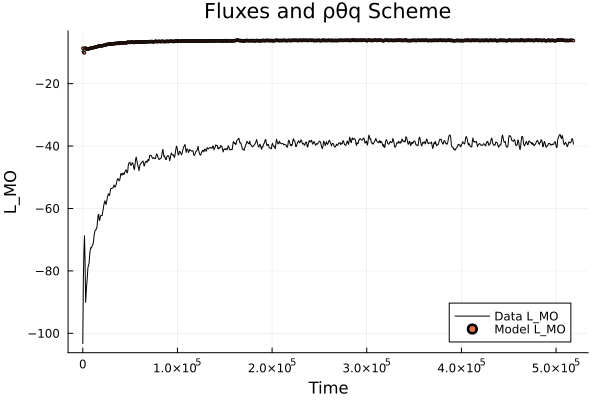 Fluxes and ρθq Scheme
L_MO
−20
−40
−60
−80
−100
Data L_MO
Model L_MO
0
1.0×10⁵
2.0×10⁵
3.0×10⁵
4.0×10⁵
5.0×10⁵
Time